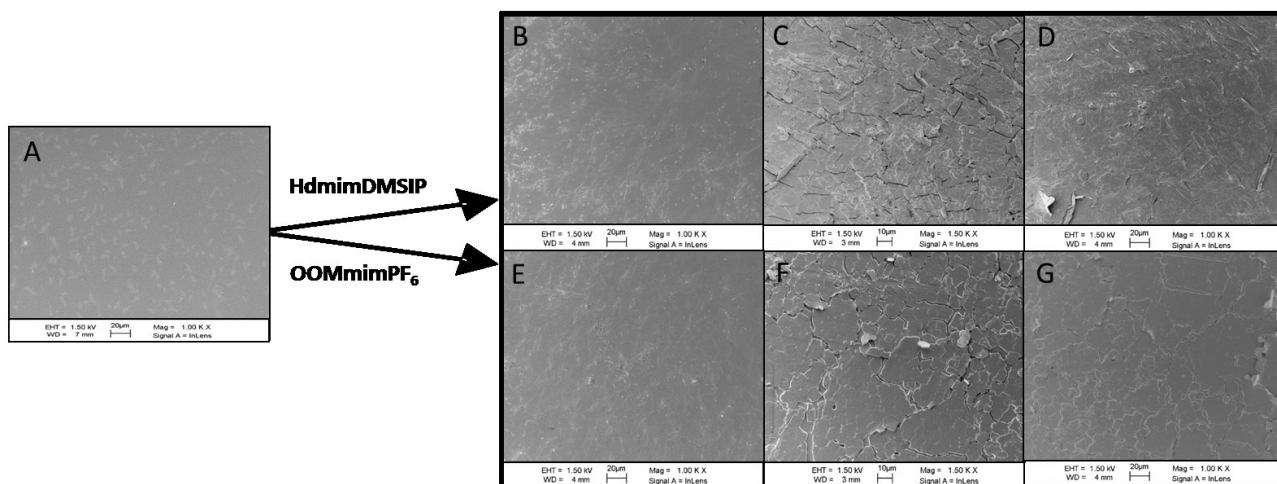 A
EHT = 1.50 kV 20µm Mag = 1.00 K X
WD = 7 mm Signal A = InLens
HdmimDMSIP
OOMmimPF₆
B
EHT = 1.50 kV 20µm Mag = 1.00 K X
WD = 4 mm Signal A = InLens
C
EHT = 1.50 kV 10µm Mag = 1.50 K X
WD = 3 mm Signal A = InLens
D
EHT = 1.50 kV 20µm Mag = 1.00 K X
WD = 4 mm Signal A = InLens
E
EHT = 1.50 kV 20µm Mag = 1.00 K X
WD = 4 mm Signal A = InLens
F
EHT = 1.50 kV 10µm Mag = 1.50 K X
WD = 3 mm Signal A = InLens
G
EHT = 1.50 kV 20µm Mag = 1.00 K X
WD = 4 mm Signal A = InLens